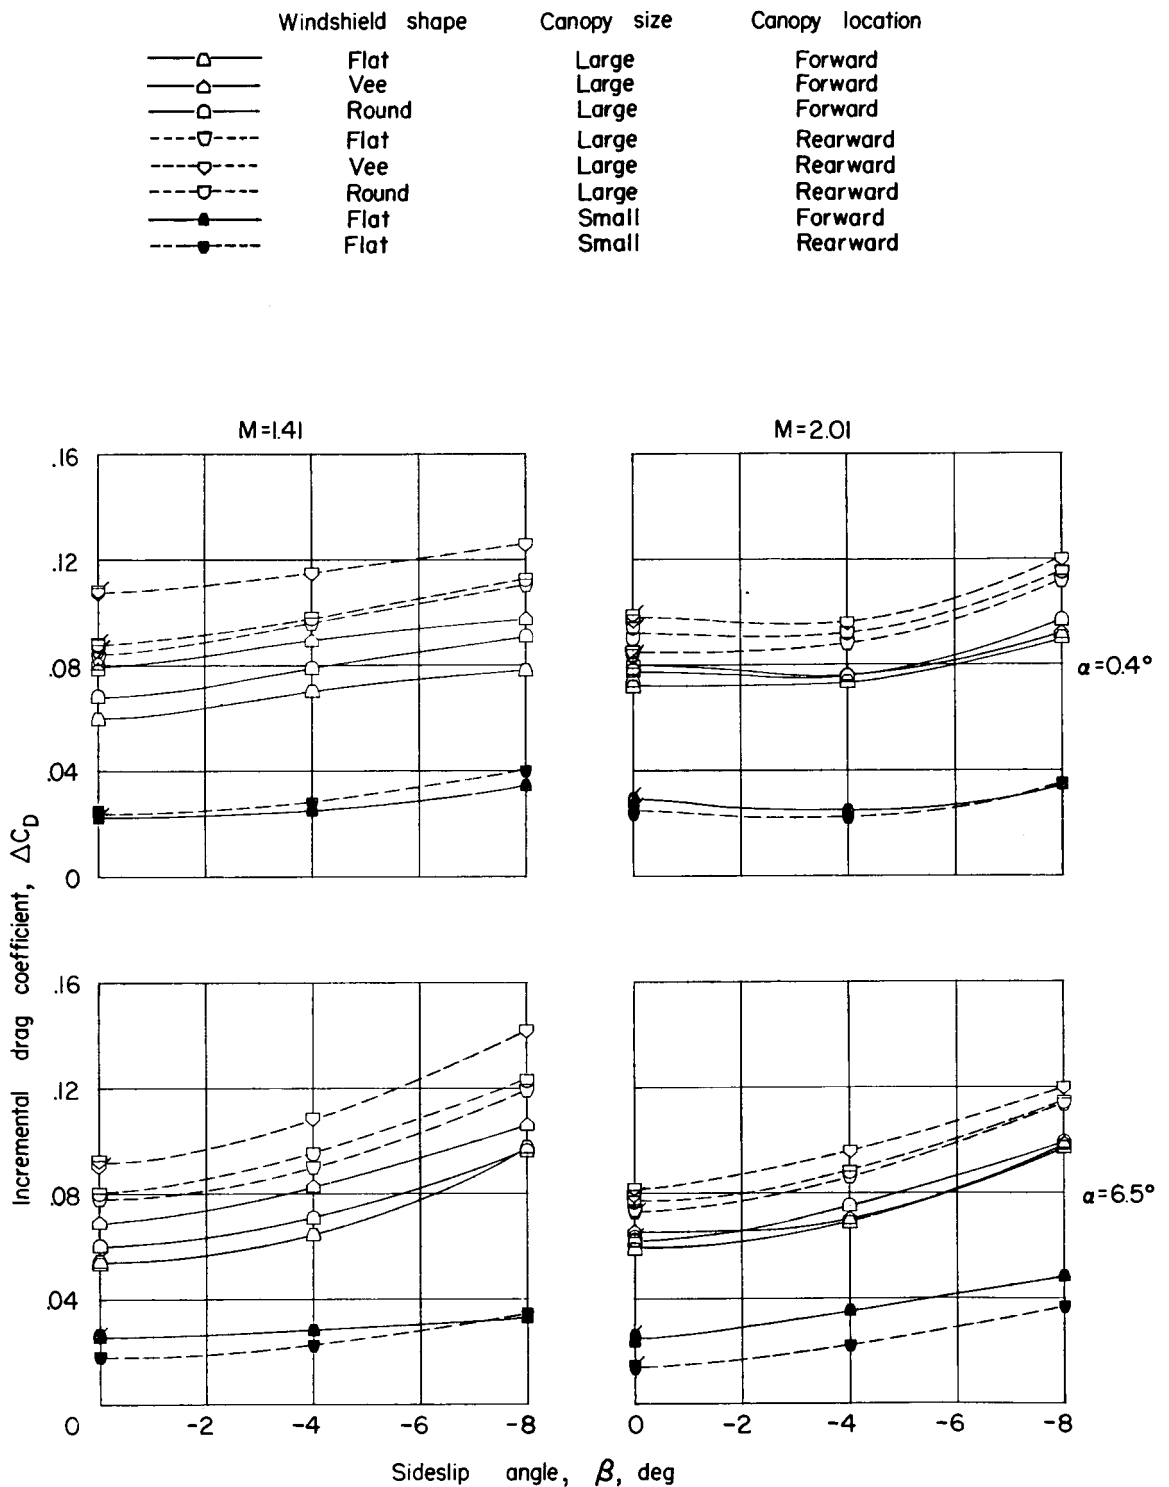 Windshield shape Canopy size Canopy location
Flat Large Forward
Vee Large Forward
Round Large Forward
Flat Large Rearward
Vee Large Rearward
Round Large Rearward
Flat Small Forward
Flat Small Rearward
M=1.41
M=2.01
.16
.12
.08
.04
0
α=0.4°
Incremental drag coefficient, ΔC_D
.16
.12
.08
.04
0 -2 -4 -6 -8
0 -2 -4 -6 -8
α=6.5°
Sideslip angle, β, deg